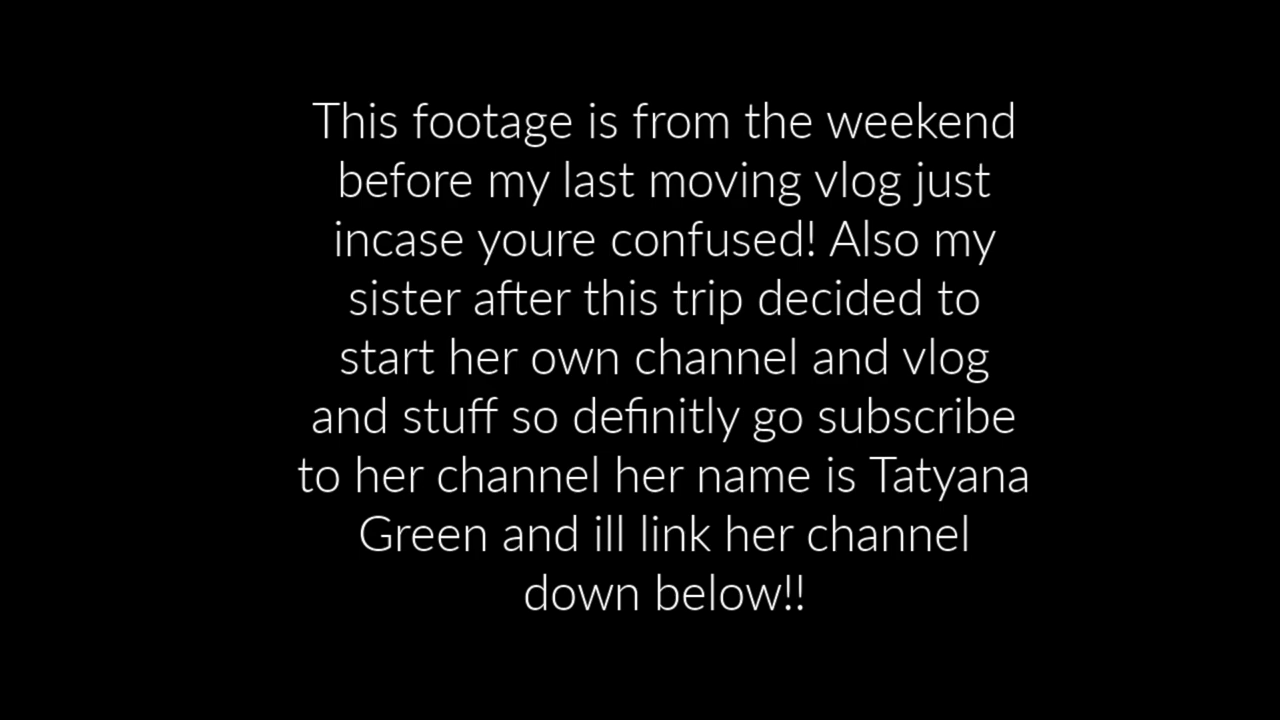 This footage is from the weekend
before my last moving vlog just
incase youre confused! Also my
sister after this trip decided to
start her own channel and vlog
and stuff so definitly go subscribe
to her channel her name is Tatyana
Green and ill link her channel
down below!!